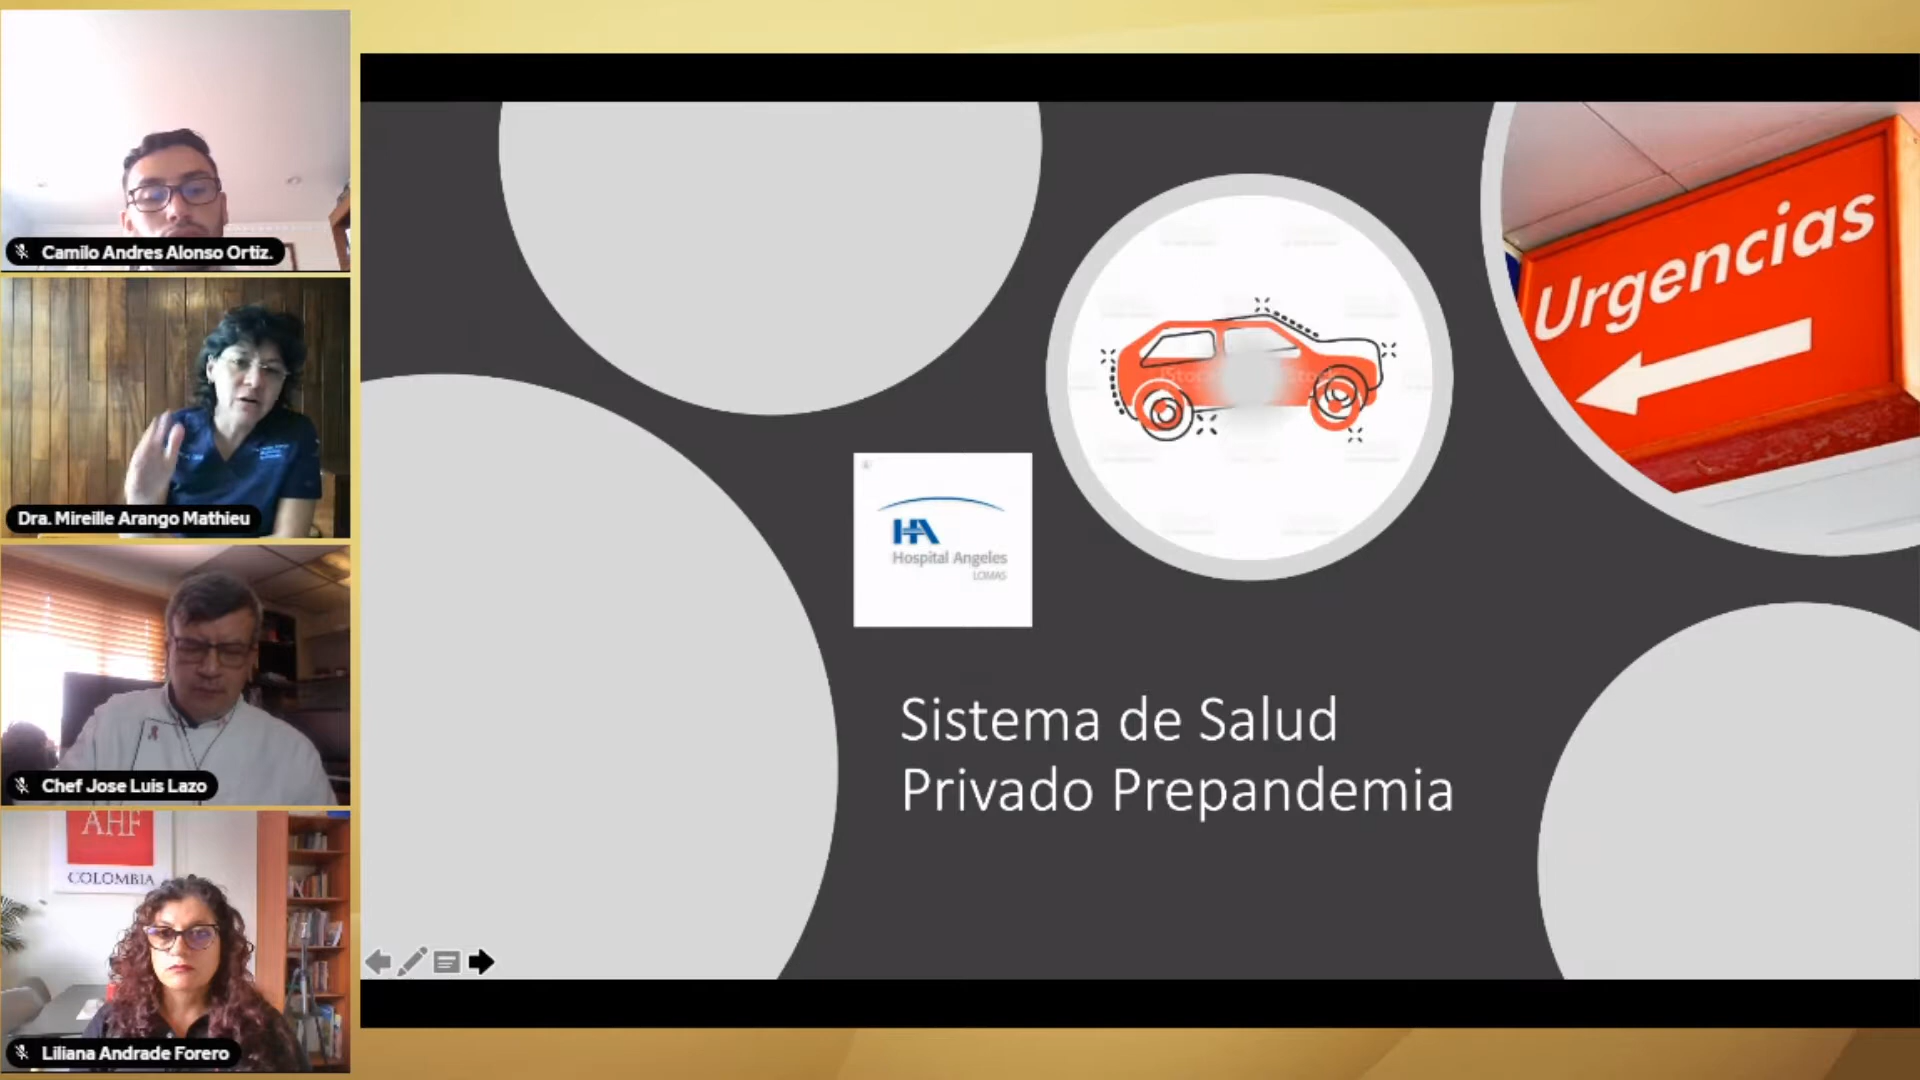 Camilo Andres Alonso Ortiz.
Dra. Mireille Arango Mathieu
Chef Jose Luis Lazo
AHF
COLOMBIA
Liliana Andrade Forero
Urgencias
HA
Hospital Angeles
LOMAS
Sistema de Salud
Privado Prepandemia